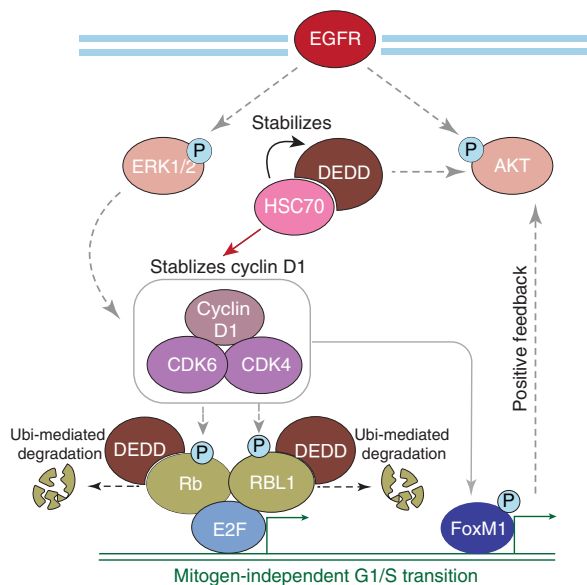 EGFR
Stabilizes
P
ERK1/2
DEDD
P
AKT
HSC70
Stablizes cyclin D1
Cyclin
D1
CDK6
CDK4
Positive feedback
Ubi-mediated
degradation
DEDD
P
P
DEDD
Ubi-mediated
degradation
Rb
RBL1
E2F
P
FoxM1
Mitogen-independent G1/S transition